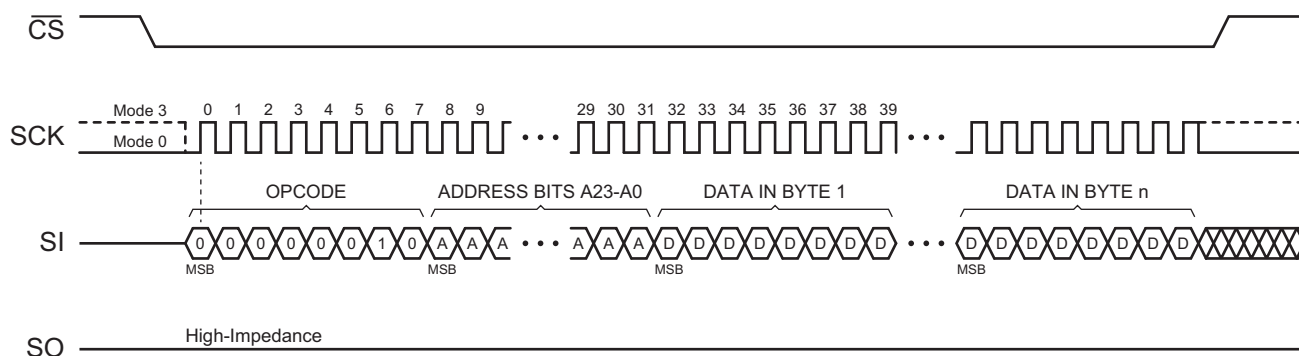 CS
Mode 3 0 1 2 3 4 5 6 7 8 9 29 30 31 32 33 34 35 36 37 38 39
SCK
Mode 0
OPCODE ADDRESS BITS A23-A0 DATA IN BYTE 1 DATA IN BYTE n
SI 0 0 0 0 0 0 1 0 A A A A A A D D D D D D D D D D D D D D D D
MSB MSB MSB MSB
High-Impedance
SO